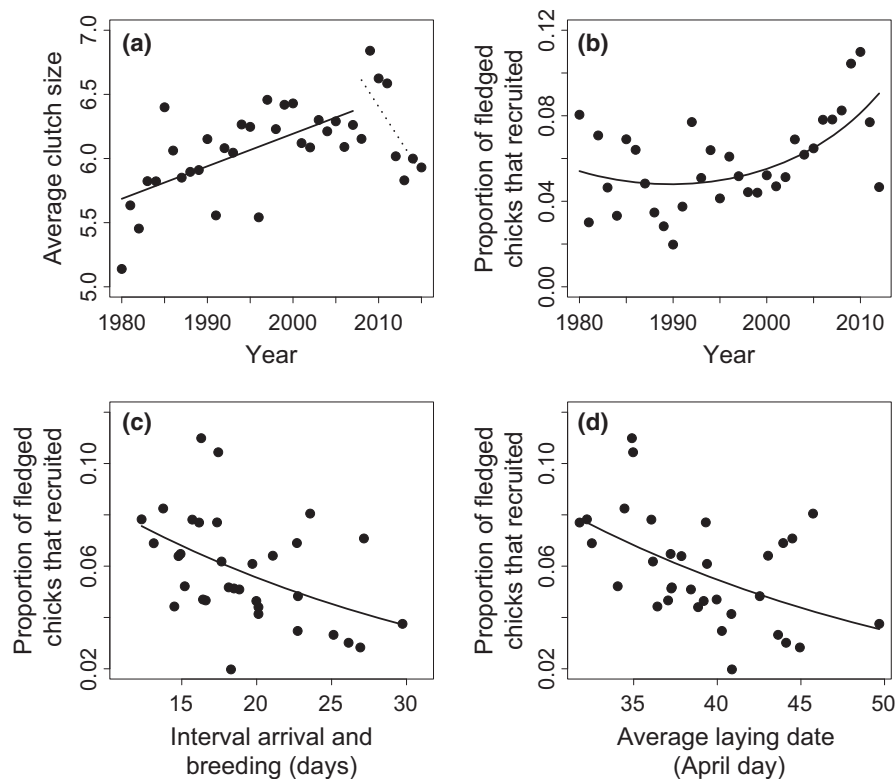 (a)
Average clutch size
7.0
6.5
6.0
5.5
5.0
1980
1990
2000
2010
Year
(b)
Proportion of fledged
chicks that recruited
0.12
0.08
0.04
0.00
1980
1990
2000
2010
Year
(c)
Proportion of fledged
chicks that recruited
0.10
0.06
0.02
15
20
25
30
Interval arrival and
breeding (days)
(d)
Proportion of fledged
chicks that recruited
0.10
0.06
0.02
35
40
45
50
Average laying date
(April day)